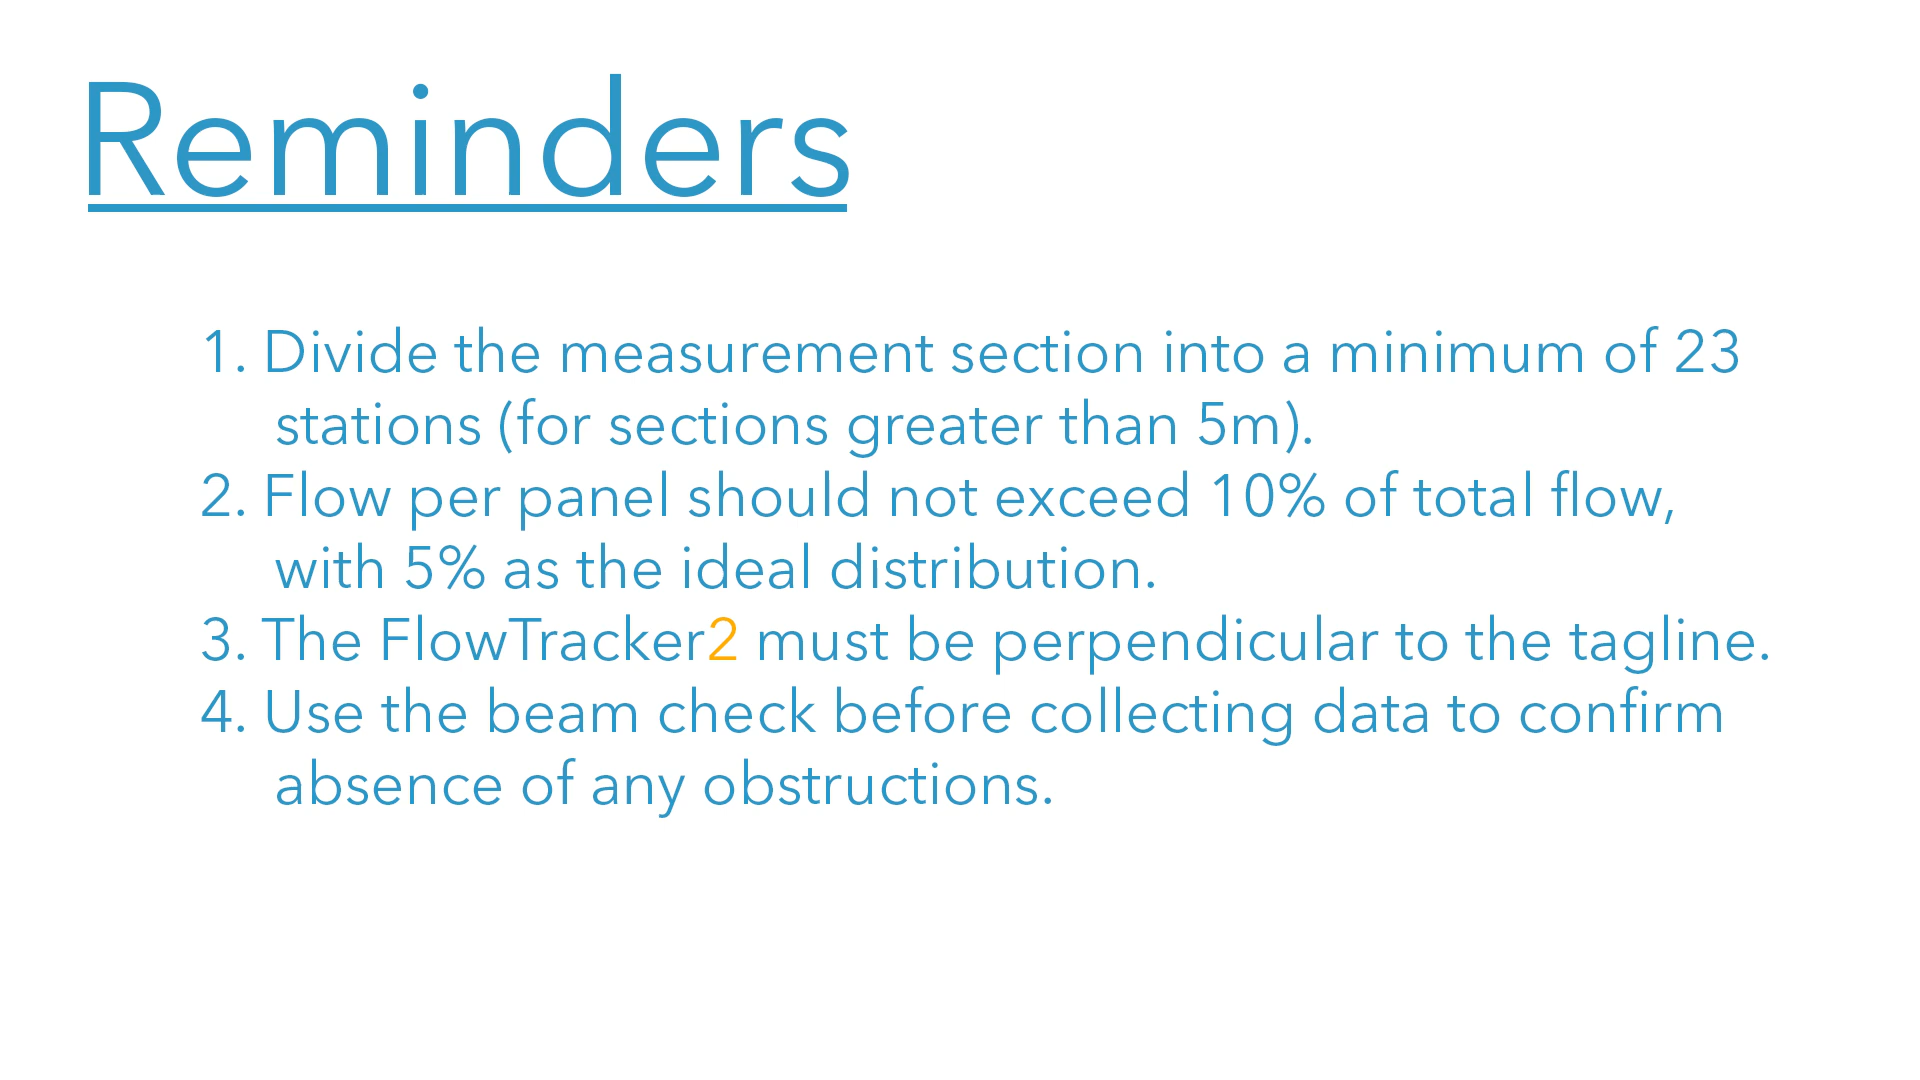 Reminders
1. Divide the measurement section into a minimum of 23
stations (for sections greater than 5m).
2. Flow per panel should not exceed 10% of total flow,
with 5% as the ideal distribution.
3. The FlowTracker2 must be perpendicular to the tagline.
4. Use the beam check before collecting data to confirm
absence of any obstructions.